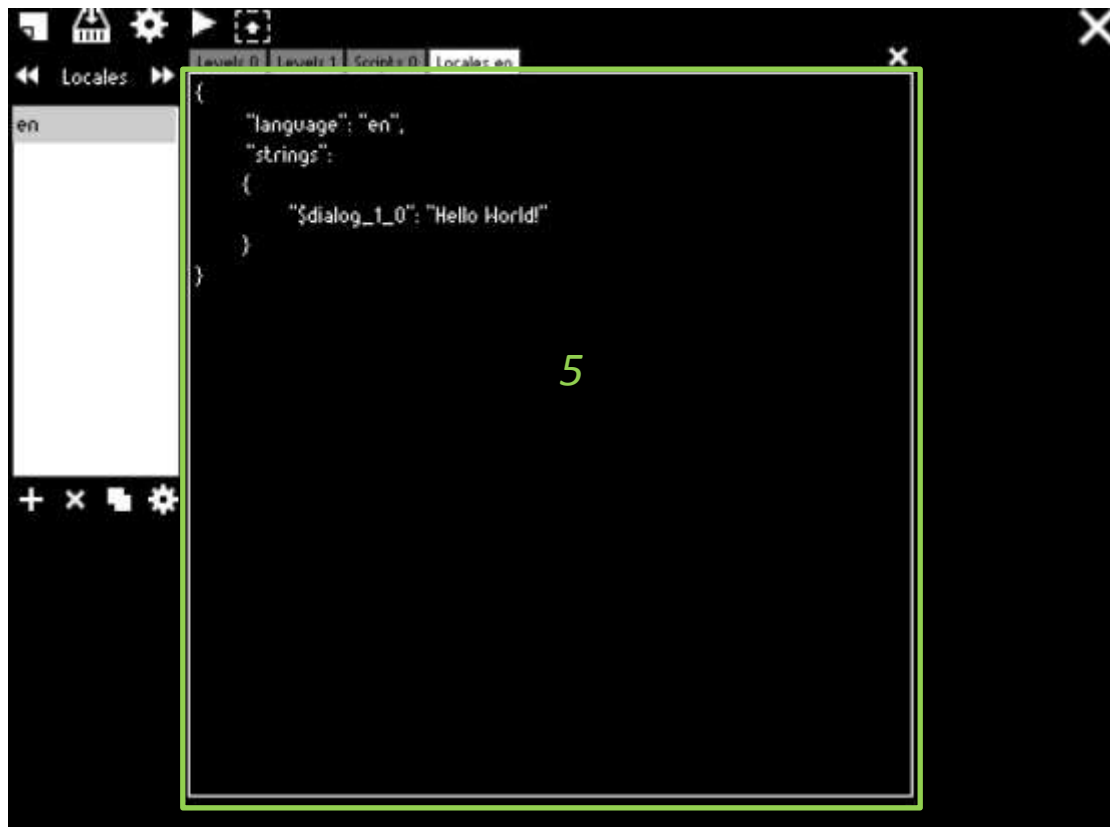 Levels 0 Levels 1 Scripts 0 Locales en
Locales
en
{
"language": "en",
"strings":
{
"$dialog_1_0": "Hello World!"
}
}
5